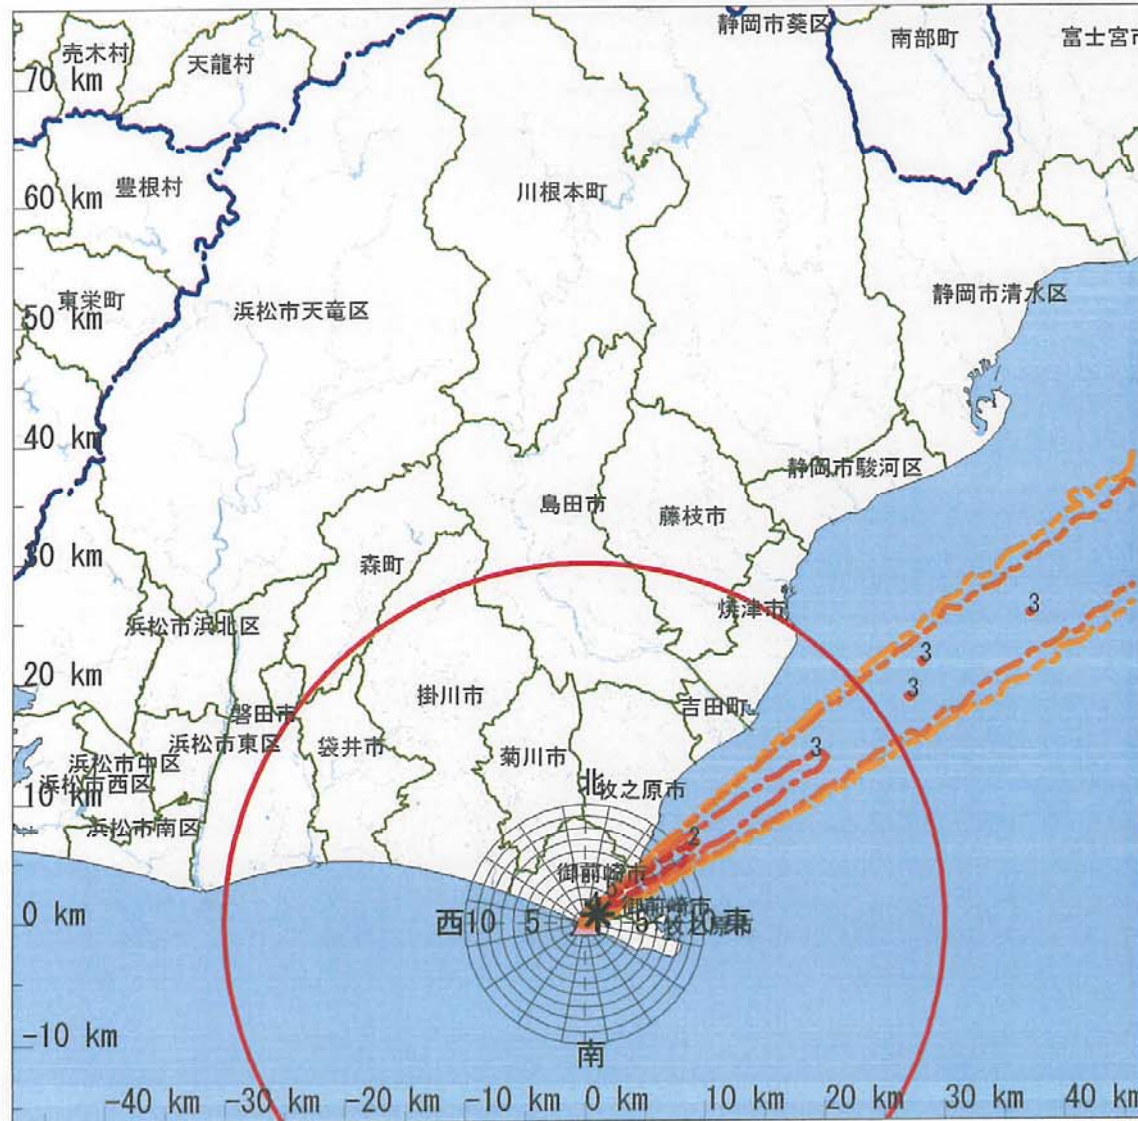 静岡市葵区
南部町
富士宮市
売木村
天龍村
70 km
豊根村
60 km
川根本町
東栄町
50 km
浜松市天竜区
静岡市清水区
40 km
静岡市駿河区
島田市
藤枝市
30 km
森町
焼津市
3
浜松市浜北区
3
20 km
掛川市
3
吉田町
磐田市
浜松市東区
袋井市
菊川市
3
浜松市中区
浜松市西区
10 km
北
牧之原市
浜松市南区
2
御前崎市
5
4
御前崎市
0 km
西
10
5
5
10
東
-10 km
南
-40 km
-30 km
-20 km
-10 km
0 km
10 km
20 km
30 km
40 km